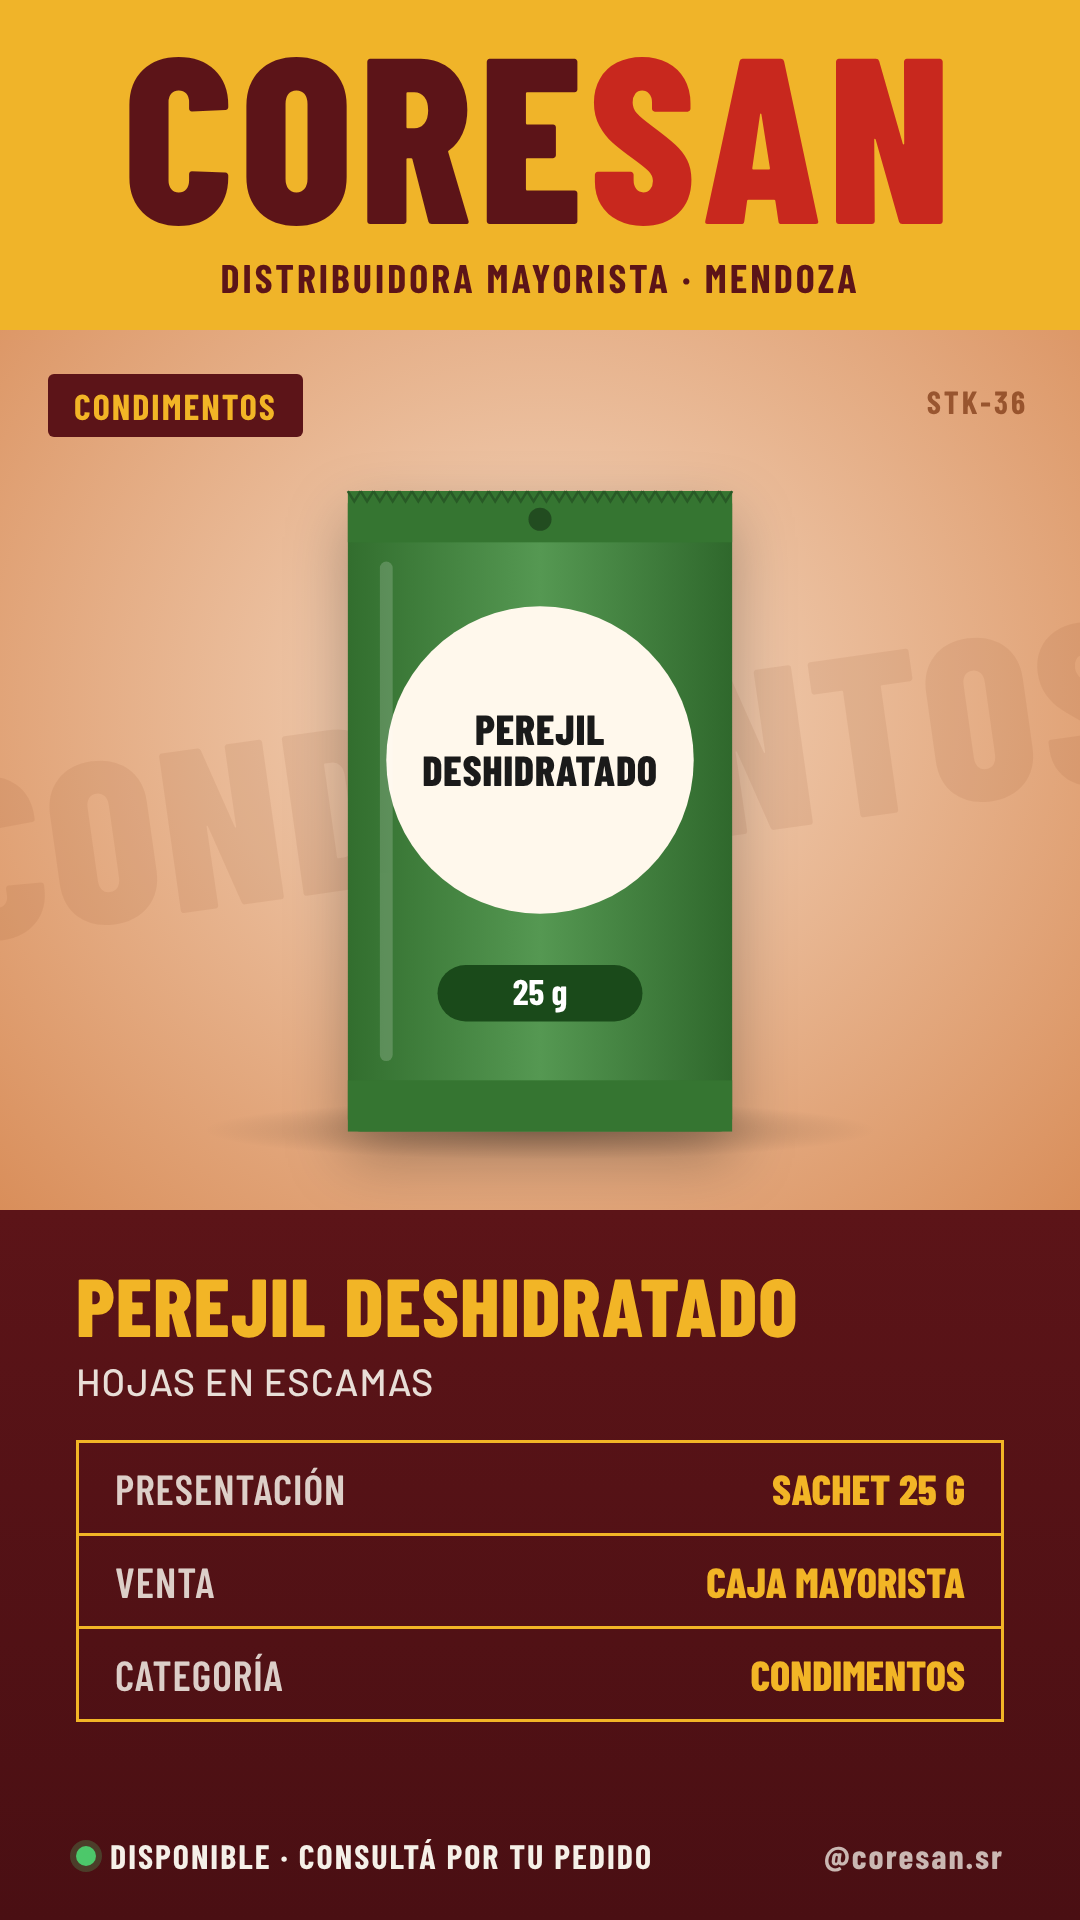 CORESAN
DISTRIBUIDORA MAYORISTA · MENDOZA
CONDIMENTOS
STK-36
PEREJIL
DESHIDRATADO
25 g
PEREJIL DESHIDRATADO
HOJAS EN ESCAMAS
PRESENTACIÓN SACHET 25 G
VENTA CAJA MAYORISTA
CATEGORÍA CONDIMENTOS
DISPONIBLE · CONSULTÁ POR TU PEDIDO
@coresan.sr